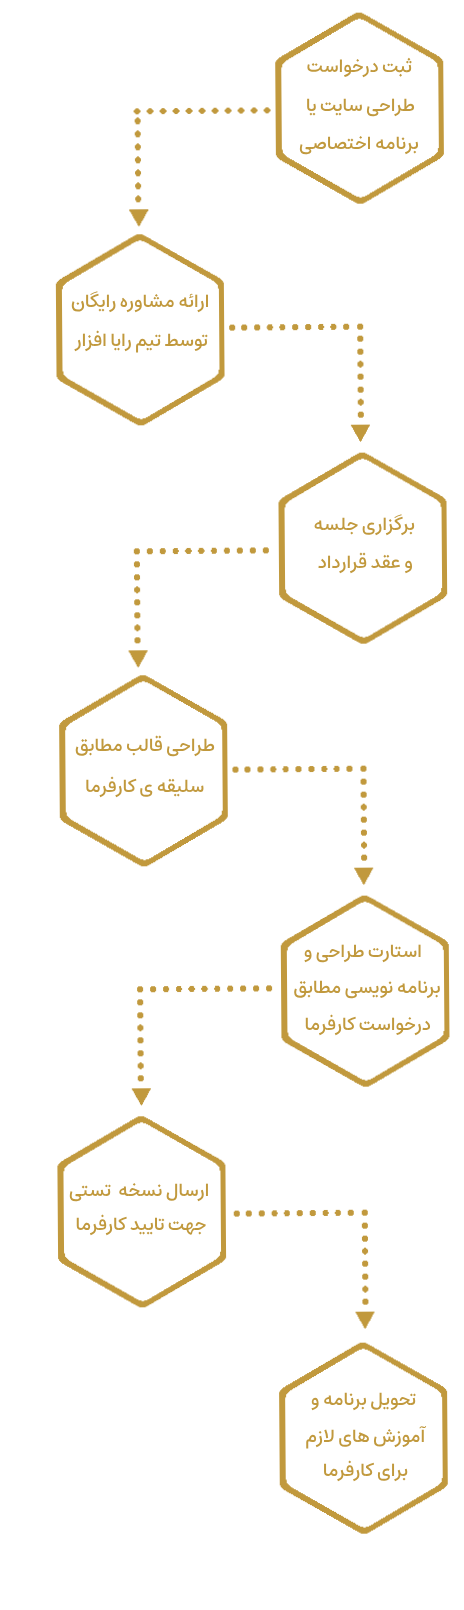 ثبت درخواست
طراحی سایت یا
برنامه اختصاصی
ارائه مشاوره رایگان
توسط تیم رایا افزار
برگزاری جلسه
و عقد قرارداد
طراحی قالب مطابق
سلیقه ی کارفرما
استارت طراحی و
برنامه نویسی مطابق
درخواست کارفرما
ارسال نسخه تستی
جهت تایید کارفرما
تحویل برنامه و
آموزش های لازم
برای کارفرما